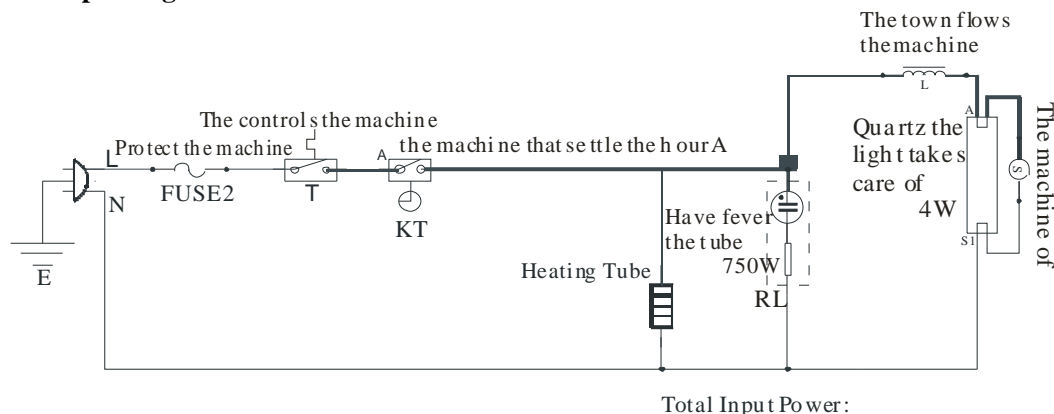 The town flows
the machine
The controls the machine
Protect the machine
L
FUSE2
T
A
the machine that settle the hour A
KT
N
E
Heating Tube
Have fever
the tube
750W
RL
L
A
Quartz the
light takes
care of
4W
S
S1
The machine of
Total Input Power: